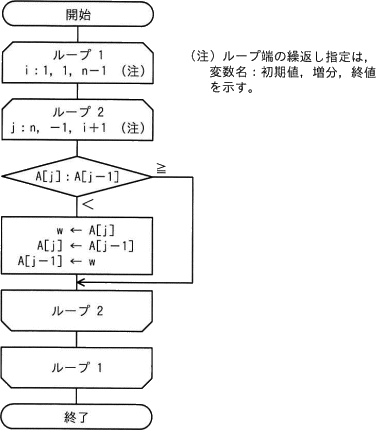 開始
ループ 1
i:1, 1, n−1 (注)
(注) ループ端の繰返し指定は,
変数名:初期値, 増分, 終値
を示す。
ループ 2
j:n, −1, i+1 (注)
A[j]:A[j−1]
≧
<
w ← A[j]
A[j] ← A[j−1]
A[j−1] ← w
ループ 2
ループ 1
終了